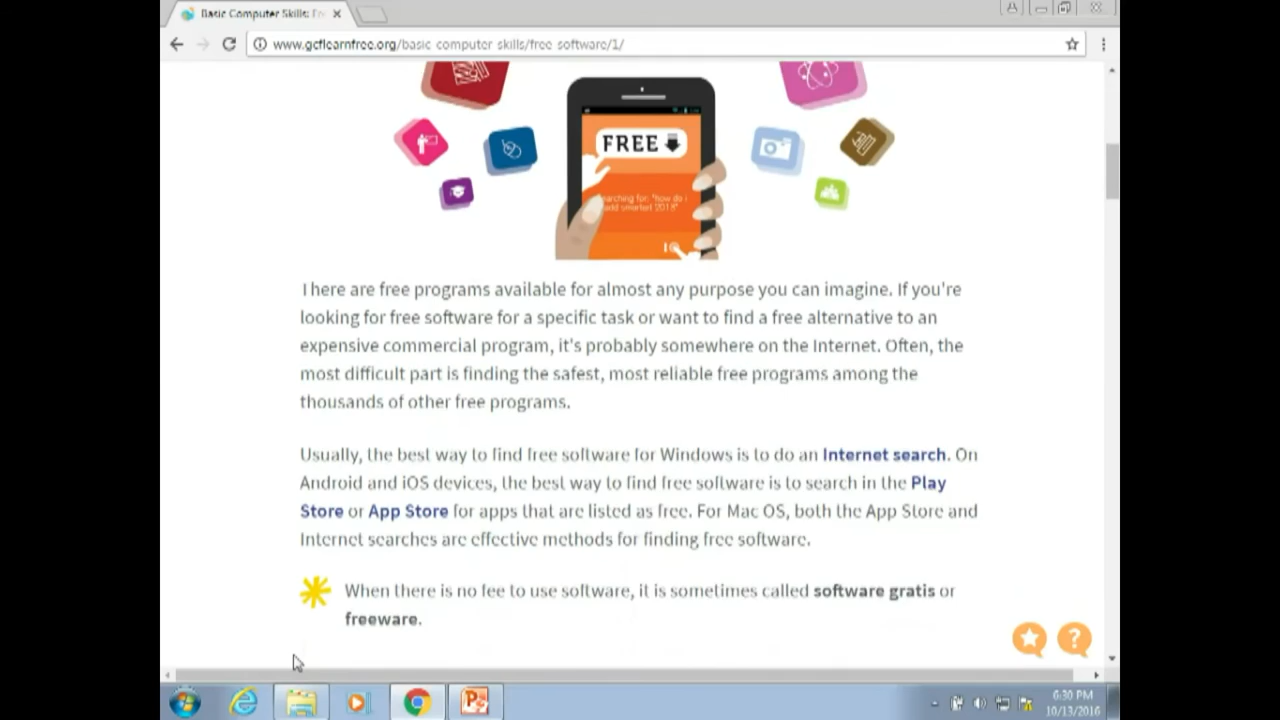 Basic Computer Skills: Fre
www.gcflearnfree.org/basic computer skills/free software/1/
FREE
searching for: "how do i
add smartart 2013"
There are free programs available for almost any purpose you can imagine. If you're
looking for free software for a specific task or want to find a free alternative to an
expensive commercial program, it's probably somewhere on the Internet. Often, the
most difficult part is finding the safest, most reliable free programs among the
thousands of other free programs.
Usually, the best way to find free software for Windows is to do an Internet search. On
Android and iOS devices, the best way to find free software is to search in the Play
Store or App Store for apps that are listed as free. For Mac OS, both the App Store and
Internet searches are effective methods for finding free software.
When there is no fee to use software, it is sometimes called software gratis or
freeware.
6:30 PM
10/13/2016